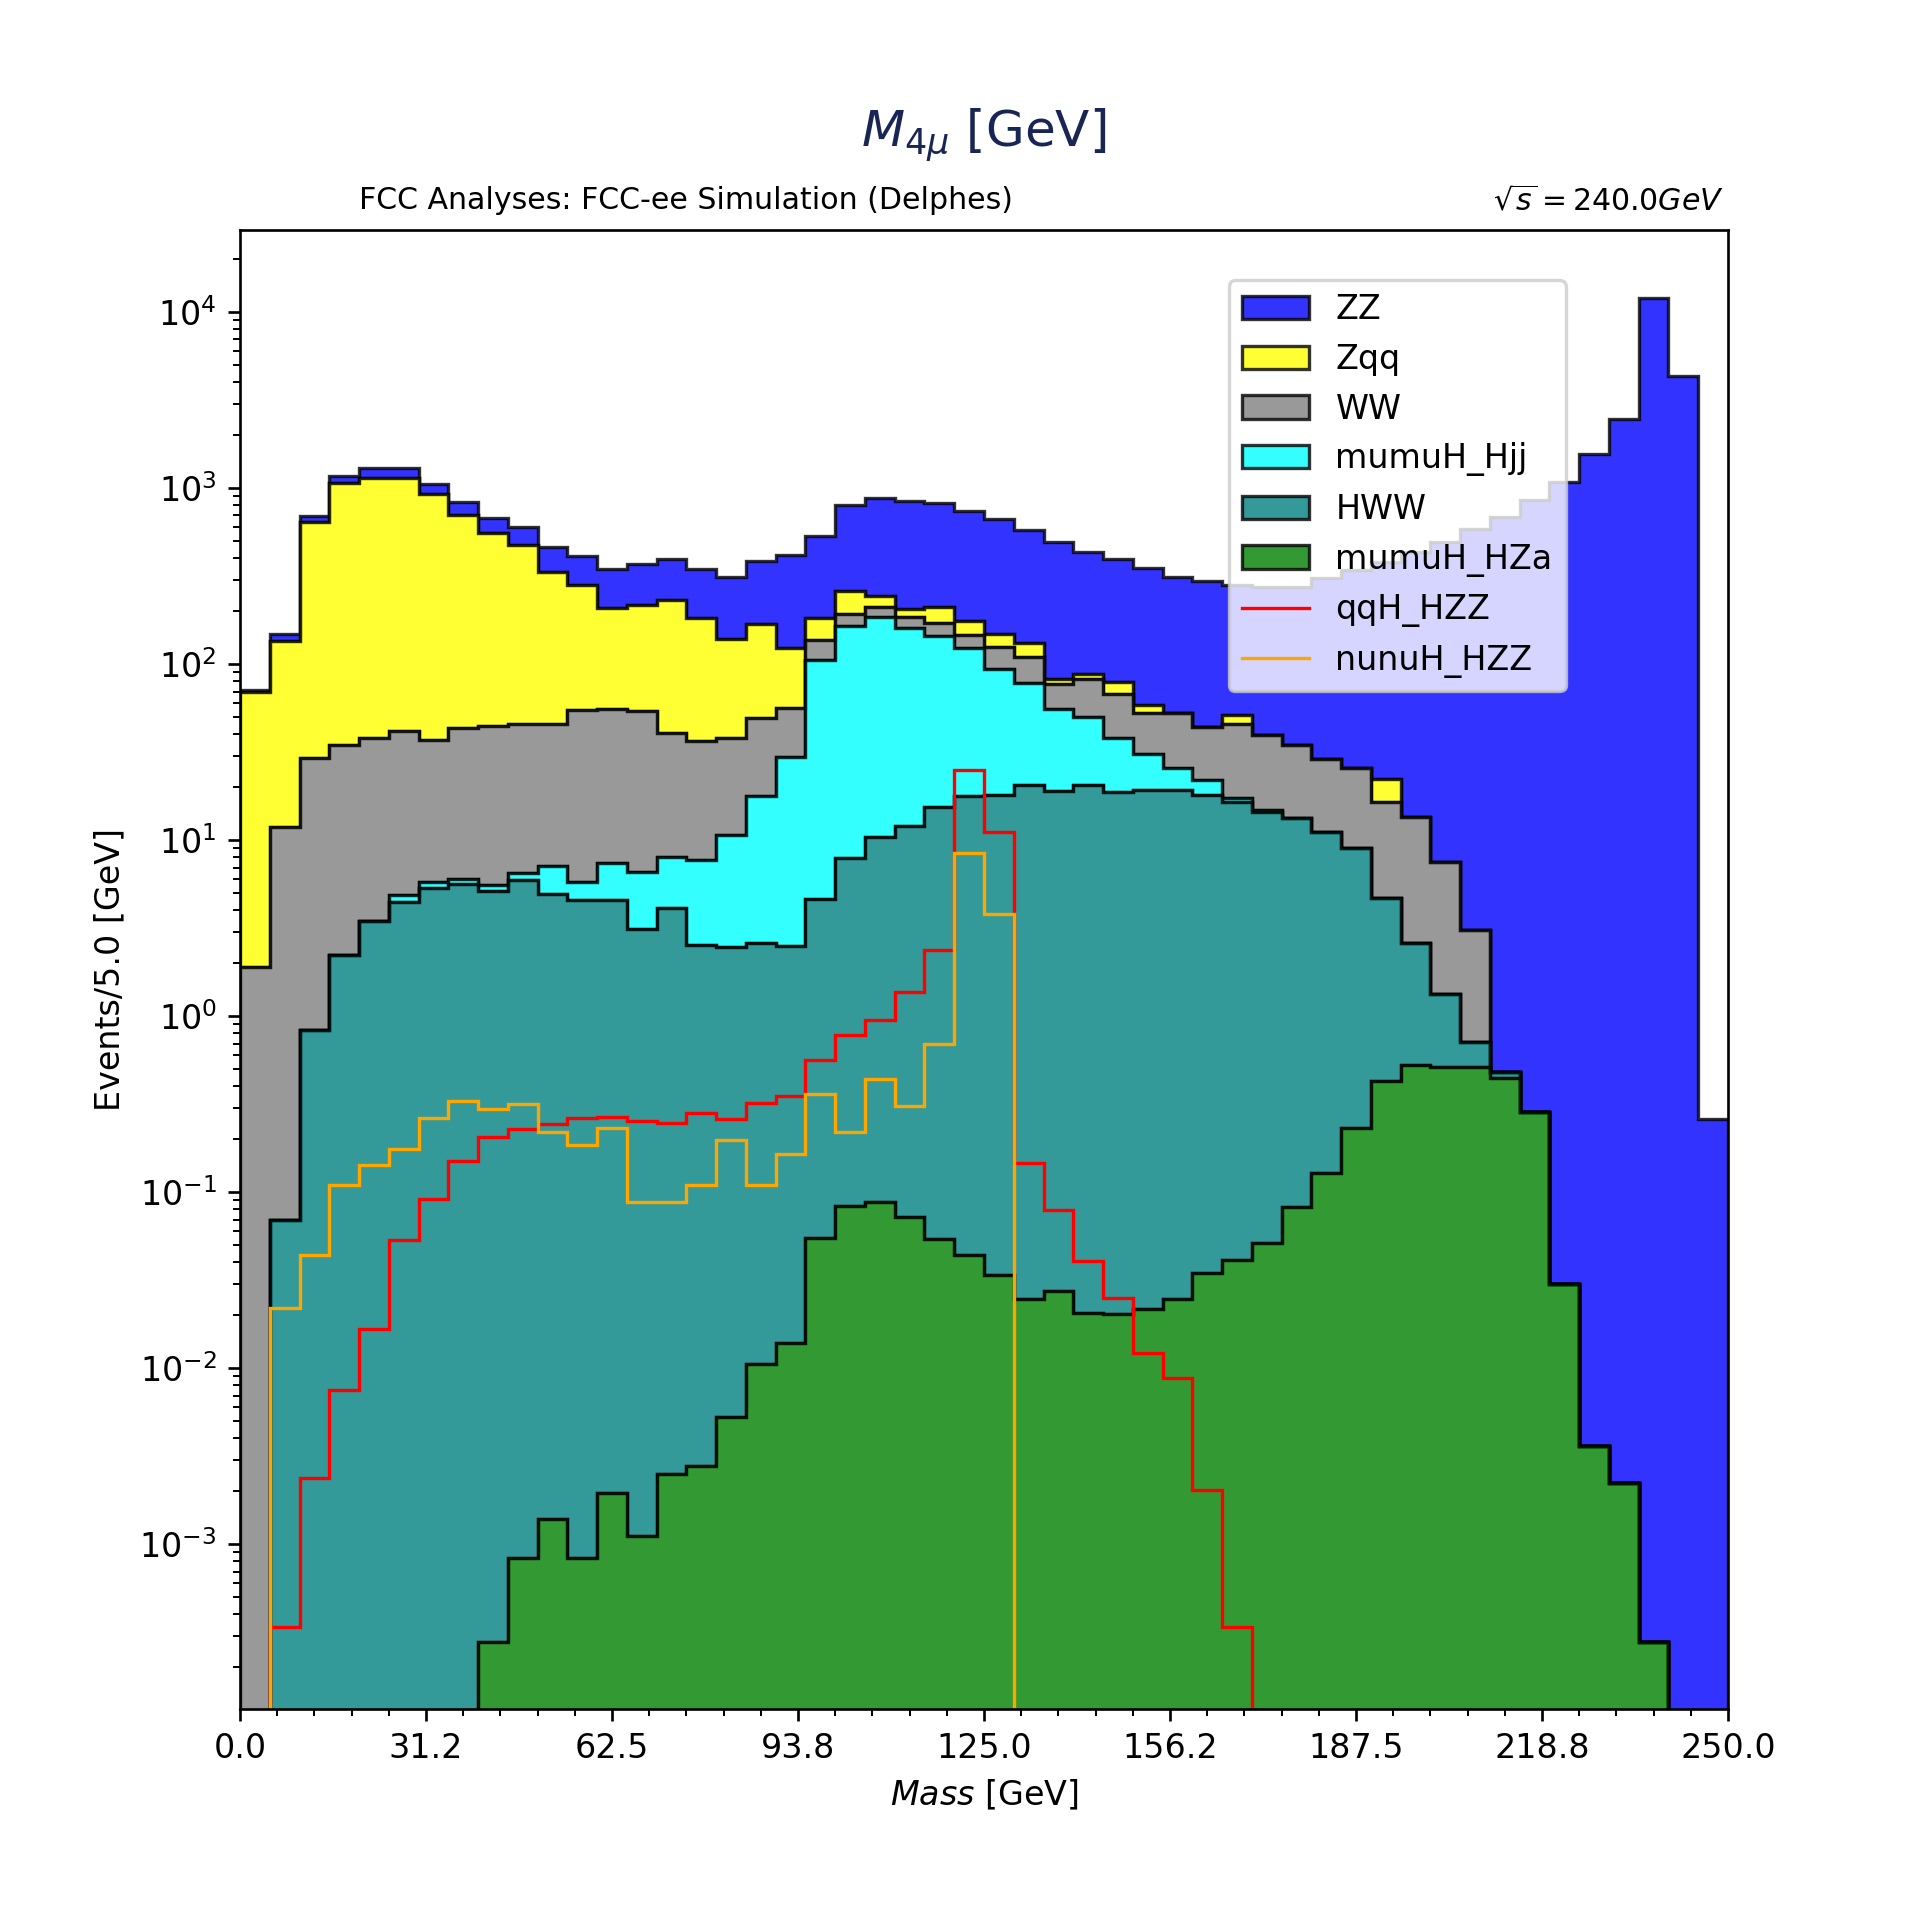 M4μ [GeV]
FCC Analyses: FCC-ee Simulation (Delphes)
√s = 240.0GeV
Events/5.0 [GeV]
10⁴
10³
10²
10¹
10⁰
10⁻¹
10⁻²
10⁻³
ZZ
Zqq
WW
mumuH_Hjj
HWW
mumuH_HZa
qqH_HZZ
nunuH_HZZ
0.0 31.2 62.5 93.8 125.0 156.2 187.5 218.8 250.0
Mass [GeV]